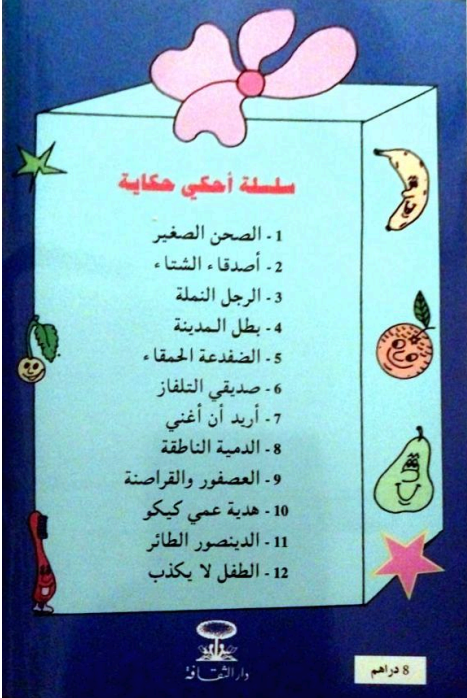 سلسلة أحكي حكاية
1 - الصحن الصغير
2 - أصدقاء الشتاء
3 - الرجل النملة
4 - بطل المدينة
5 - الضفدعة الحمقاء
6 - صديقي التلفاز
7 - أريد أن أغني
8 - الدمية الناطقة
9 - العصفور والقراصنة
10 - هدية عمي كيكو
11 - الدينصور الطائر
12 - الطفل لا يكذب
دار الثقافة
8 دراهم